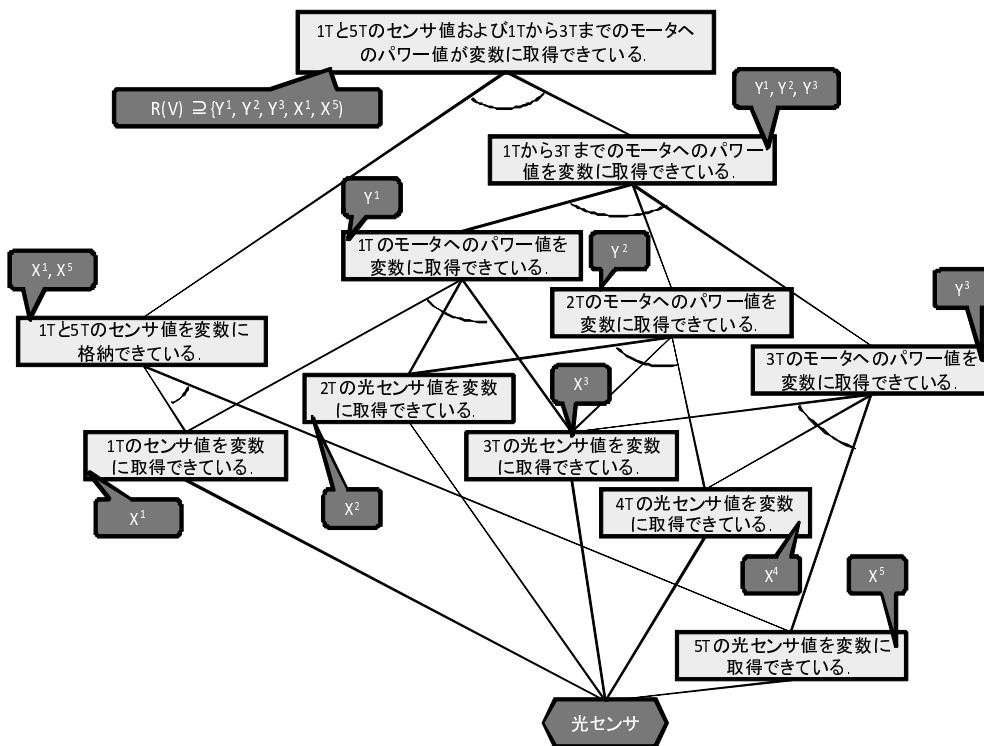 1Tと5Tのセンサ値および1Tから3Tまでのモータへ
のパワー値が変数に取得できている.
R(V) ⊇{Y¹, Y², Y³, X¹, X⁵)
Y¹, Y², Y³
1Tから3Tまでのモータへのパワー
値を変数に取得できている.
Y¹
1Tのモータへのパワー値を
変数に取得できている.
Y²
X¹, X⁵
2Tのモータへのパワー値を
変数に取得できている.
Y³
1Tと5Tのセンサ値を変数に
格納できている.
3Tのモータへのパワー値を
変数に取得できている.
2Tの光センサ値を変数
に取得できている.
X³
1Tのセンサ値を変数
に取得できている.
3Tの光センサ値を変数
に取得できている.
X¹
X²
4Tの光センサ値を変数
に取得できている.
X⁴
X⁵
5Tの光センサ値を変数に
取得できている.
光センサ